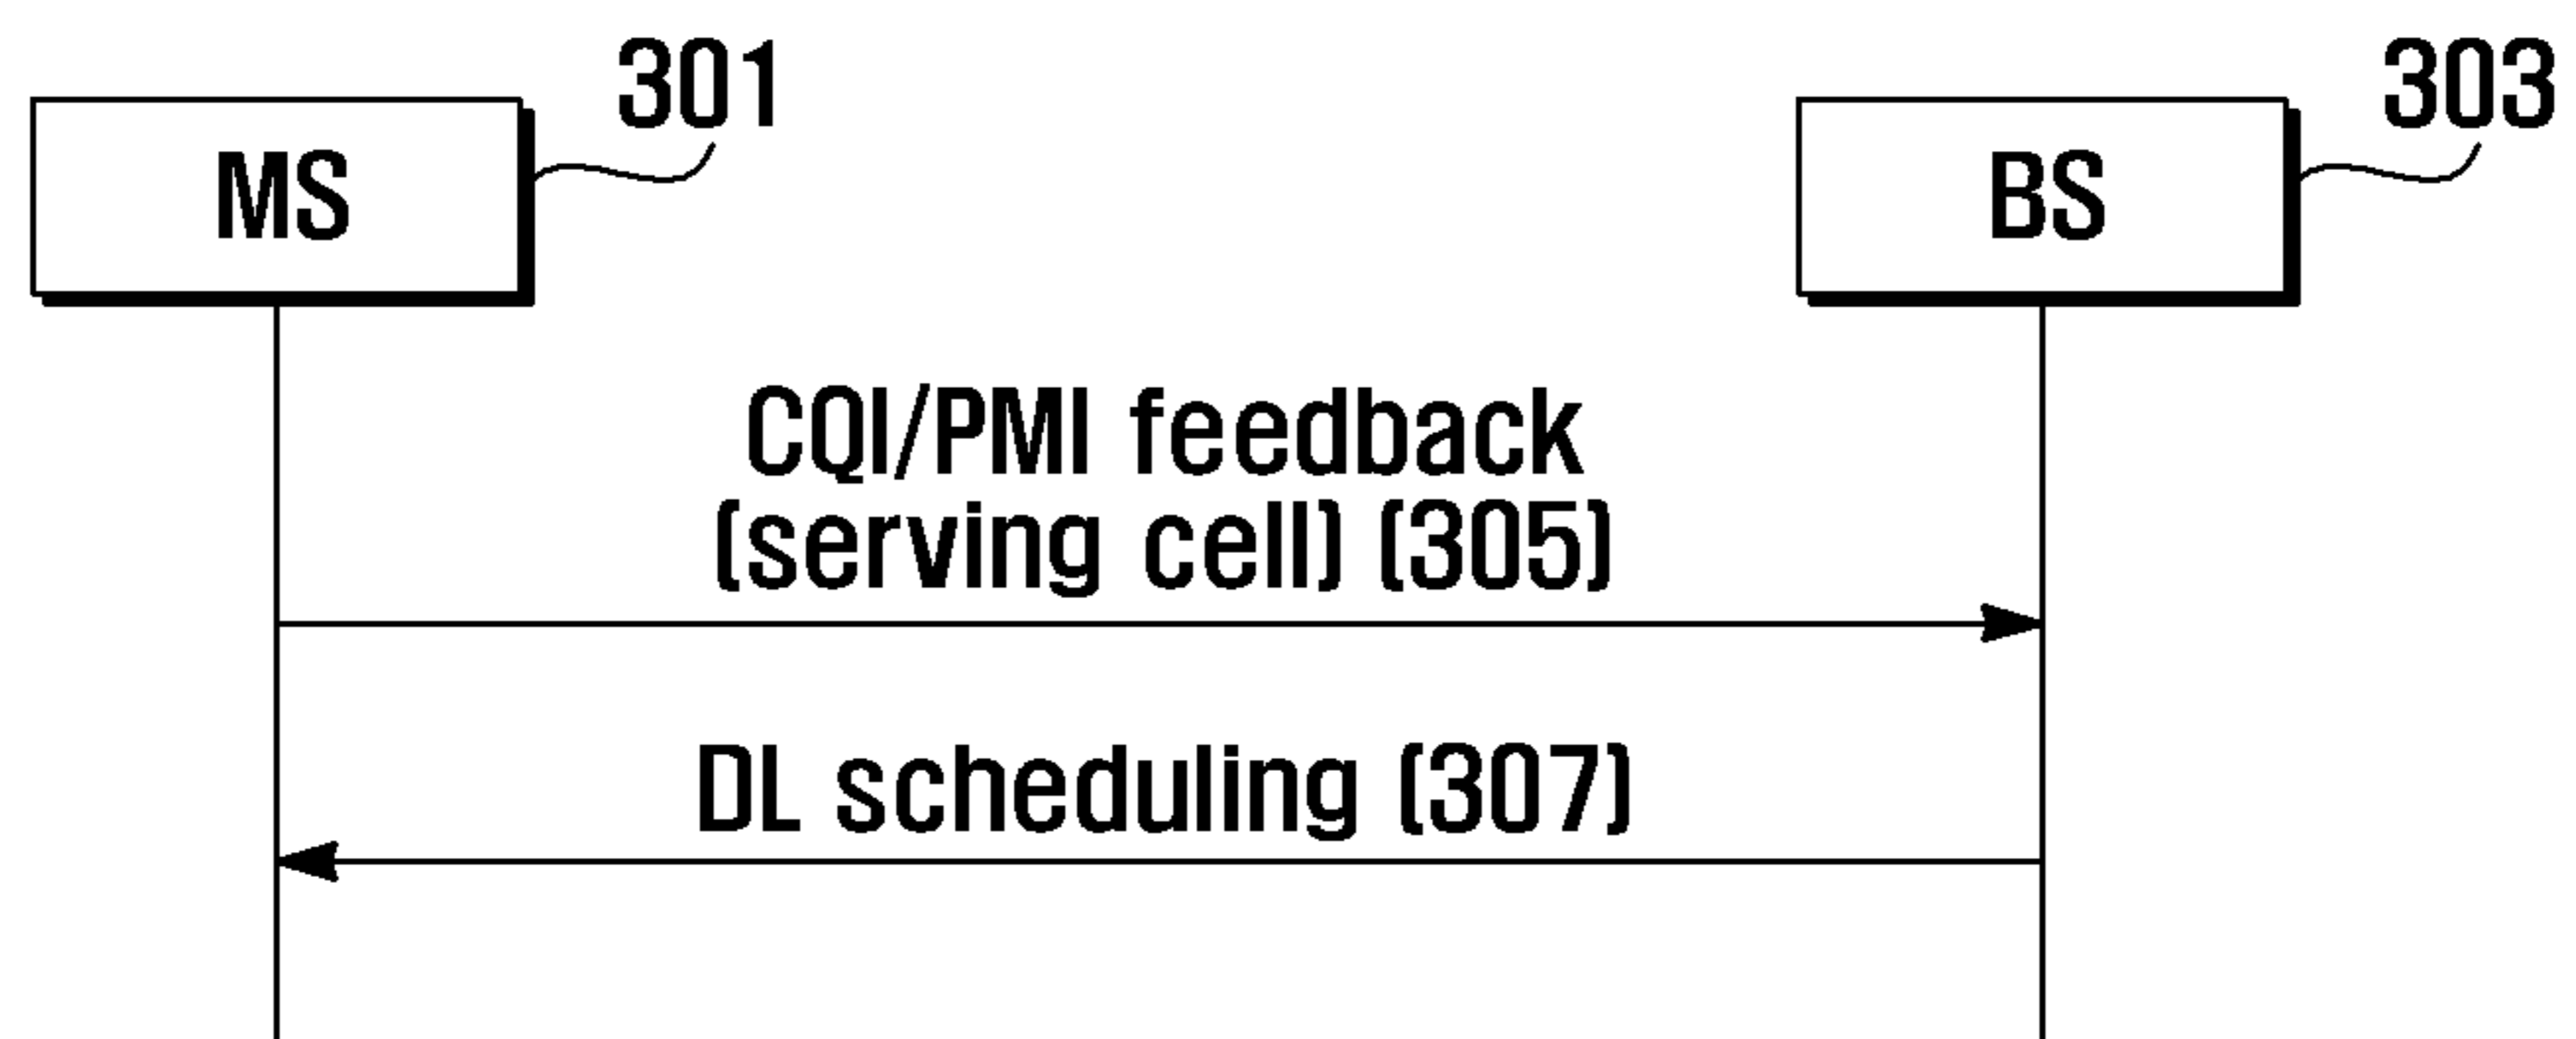 301
303
MS
BS
CQI/PMI feedback
(serving cell) (305)
DL scheduling (307)